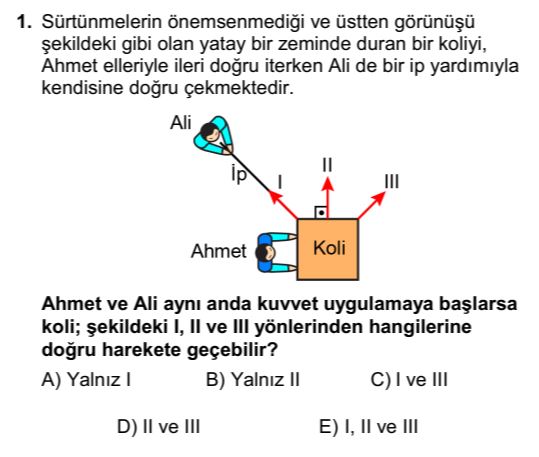 1. Sürtünmelerin önemsenmediği ve üstten görünüşü
şekildeki gibi olan yatay bir zeminde duran bir koliyi,
Ahmet elleriyle ileri doğru iterken Ali de bir ip yardımıyla
kendisine doğru çekmektedir.
Ali
İp
I
II
III
Ahmet
Koli
Ahmet ve Ali aynı anda kuvvet uygulamaya başlarsa
koli; şekildeki I, II ve III yönlerinden hangilerine
doğru harekete geçebilir?
A) Yalnız I B) Yalnız II C) I ve III
D) II ve III E) I, II ve III